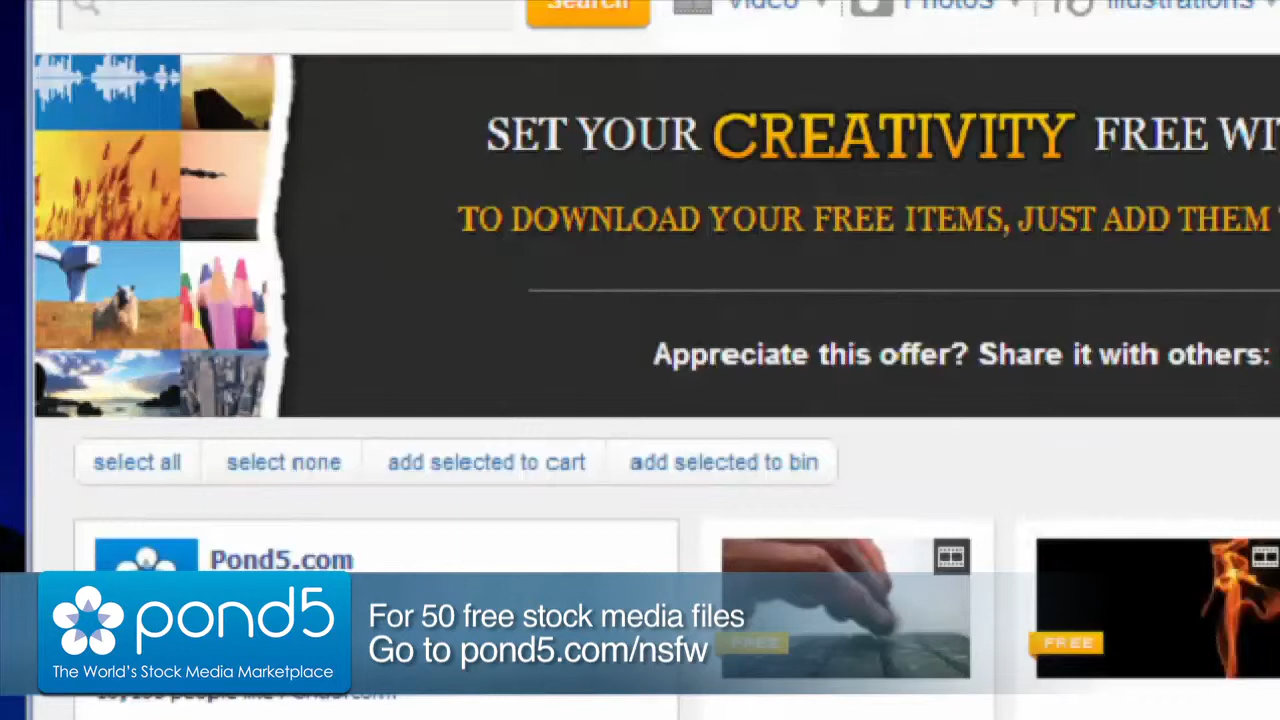 Search
Video
Photos
Illustrations
SET YOUR CREATIVITY FREE
TO DOWNLOAD YOUR FREE ITEMS, JUST ADD THEM
Appreciate this offer? Share it with others:
select all
select none
add selected to cart
add selected to bin
Pond5.com
FREE
FREE
pond5
The World's Stock Media Marketplace
For 50 free stock media files
Go to pond5.com/nsfw